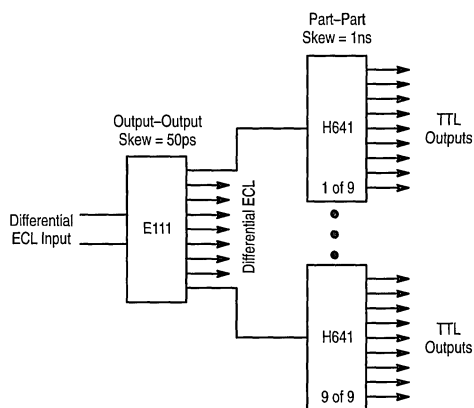 Part–Part
Skew = 1ns
H641
1 of 9
TTL
Outputs
Output–Output
Skew = 50ps
Differential
ECL Input
E111
Differential ECL
H641
9 of 9
TTL
Outputs